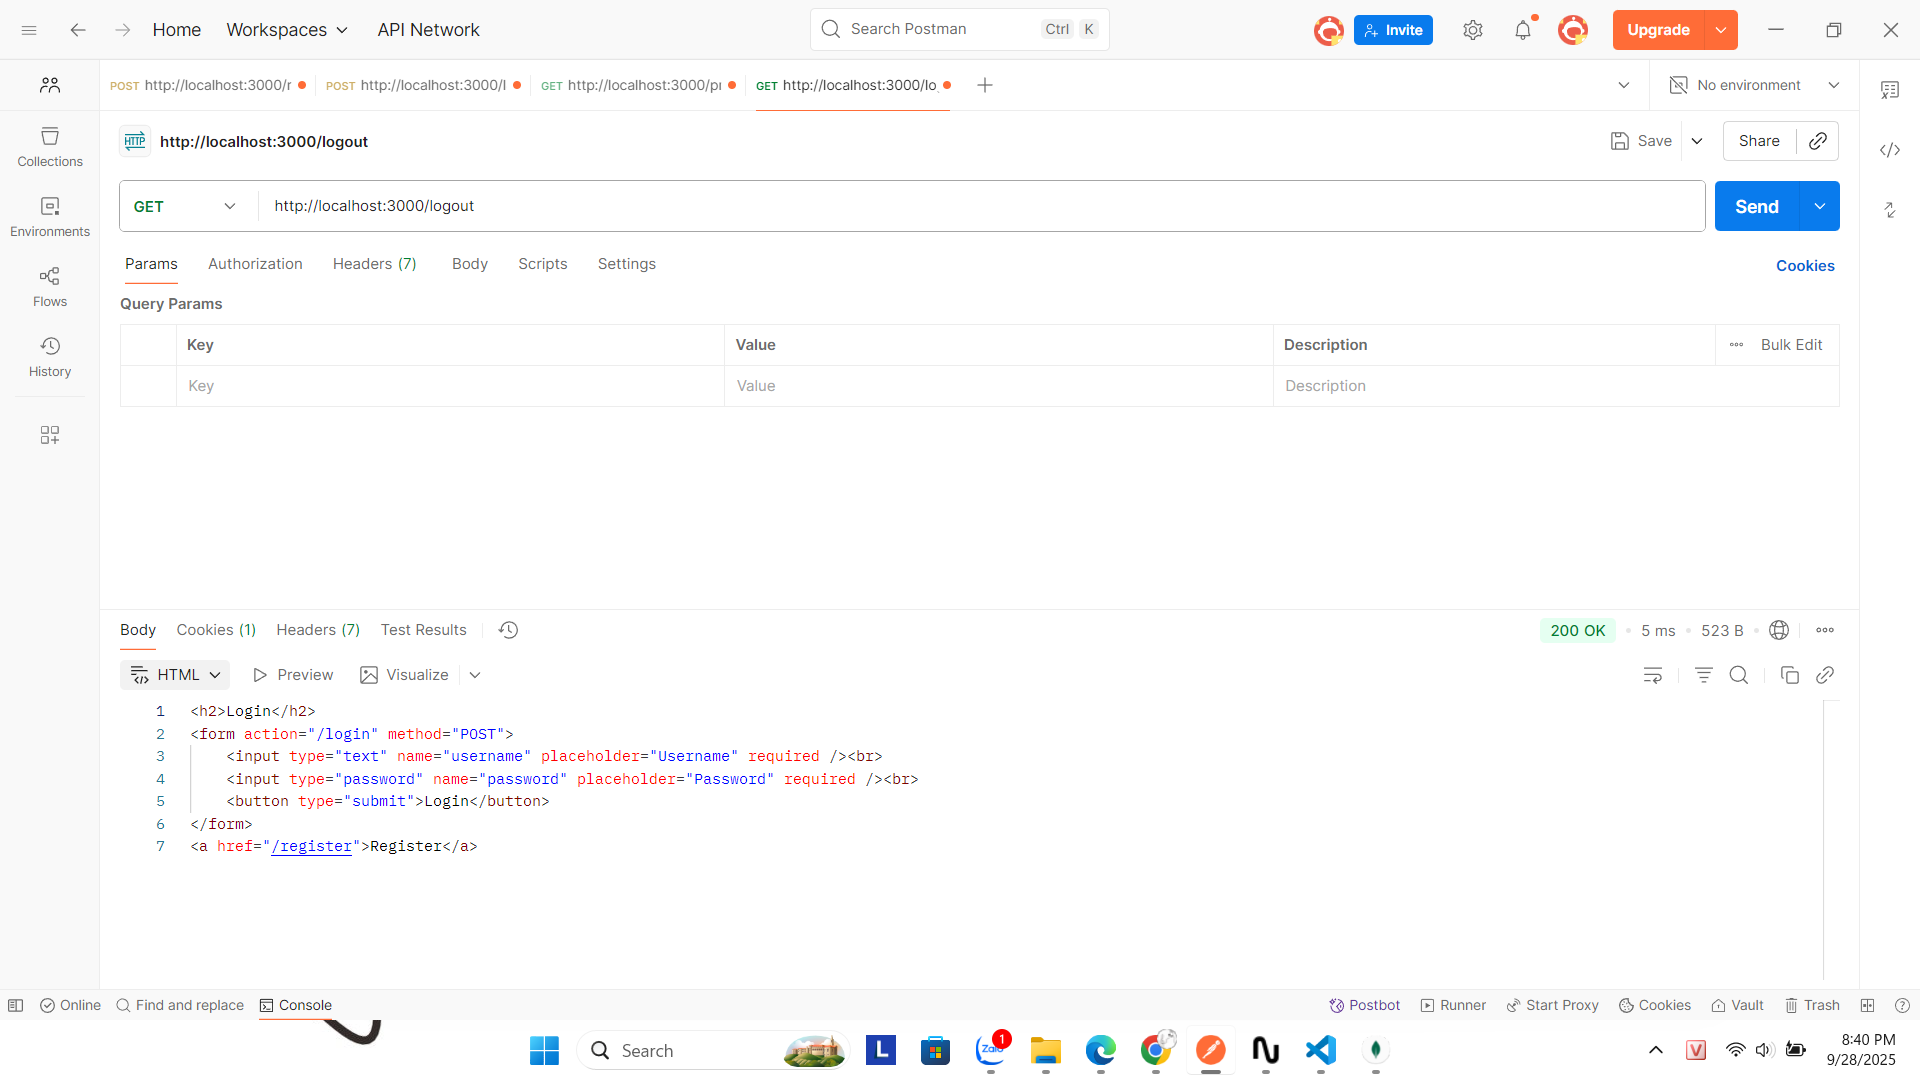 Home Workspaces API Network Search Postman Ctrl K Invite Upgrade
POST http://localhost:3000/r POST http://localhost:3000/l GET http://localhost:3000/pr GET http://localhost:3000/lo No environment
HTTP http://localhost:3000/logout Save Share
Collections
GET http://localhost:3000/logout Send
Environments
Params Authorization Headers (7) Body Scripts Settings Cookies
Flows
Query Params
Key Value Description Bulk Edit
History
Key Value Description
Body Cookies (1) Headers (7) Test Results 200 OK 5 ms 523 B
HTML Preview Visualize
1 <h2>Login</h2>
2 <form action="/login" method="POST">
3 <input type="text" name="username" placeholder="Username" required /><br>
4 <input type="password" name="password" placeholder="Password" required /><br>
5 <button type="submit">Login</button>
6 </form>
7 <a href="/register">Register</a>
Online Find and replace Console Postbot Runner Start Proxy Cookies Vault Trash
Search L Zalo 1 V 8:40 PM
9/28/2025